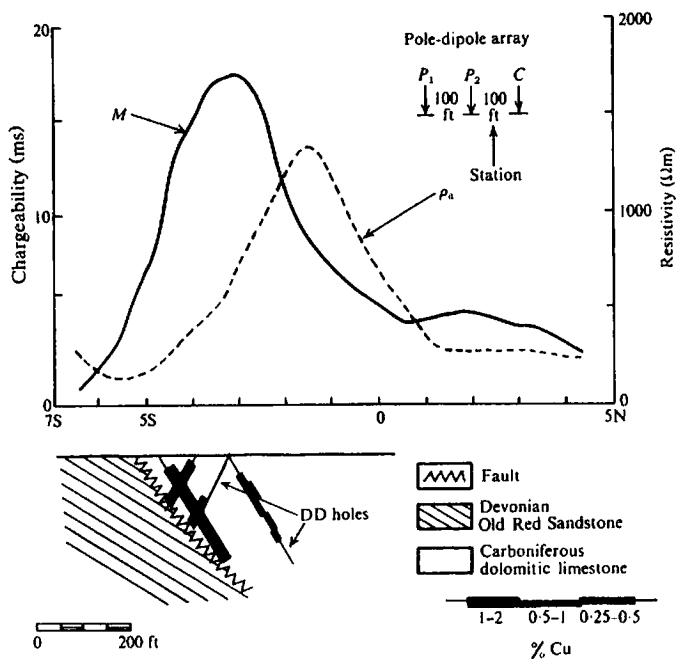 20
10
0
Chargeability (ms)
M
Pole-dipole array
P₁ P₂ C
100 ft 100 ft
Station
ρₐ
2000
1000
0
Resistivity (Ωm)
7S 5S 0 5N
DD holes
0 200 ft
Fault
Devonian
Old Red Sandstone
Carboniferous
dolomitic limestone
1-2 0·5-1 0·25-0·5
% Cu